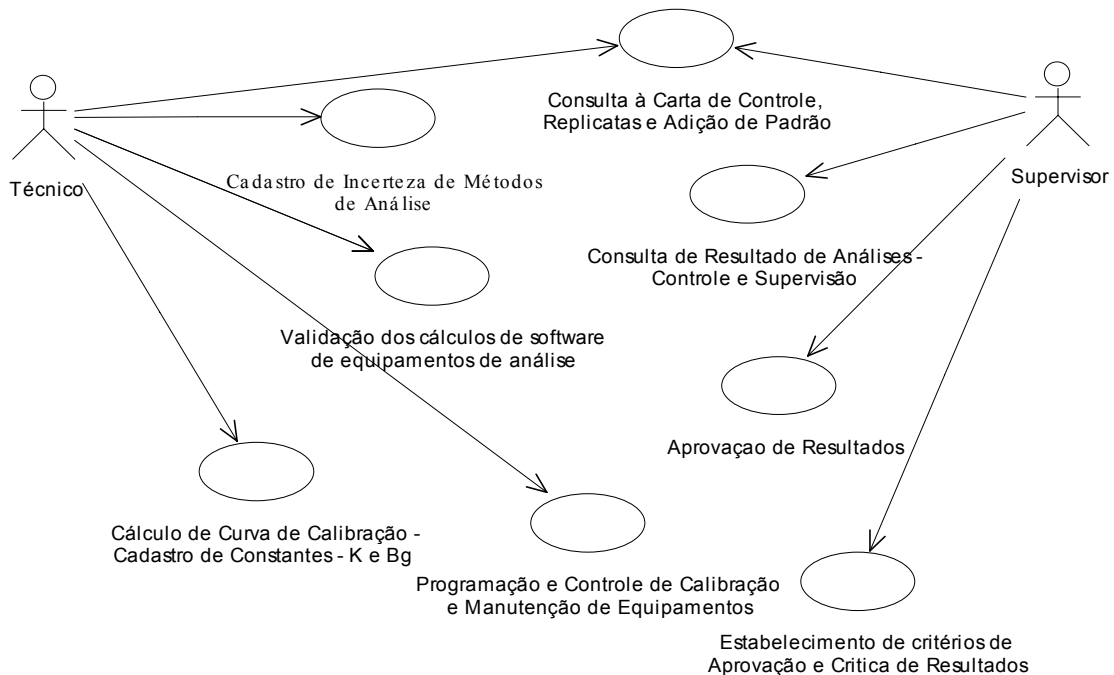 Consulta à Carta de Controle,
Replicatas e Adição de Padrão
Técnico
Supervisor
Cadastro de Incerteza de Métodos
de Análise
Consulta de Resultado de Análises -
Controle e Supervisão
Validação dos cálculos de software
de equipamentos de análise
Aprovaçao de Resultados
Cálculo de Curva de Calibração -
Cadastro de Constantes - K e Bg
Programação e Controle de Calibração
e Manutenção de Equipamentos
Estabelecimento de critérios de
Aprovação e Critica de Resultados